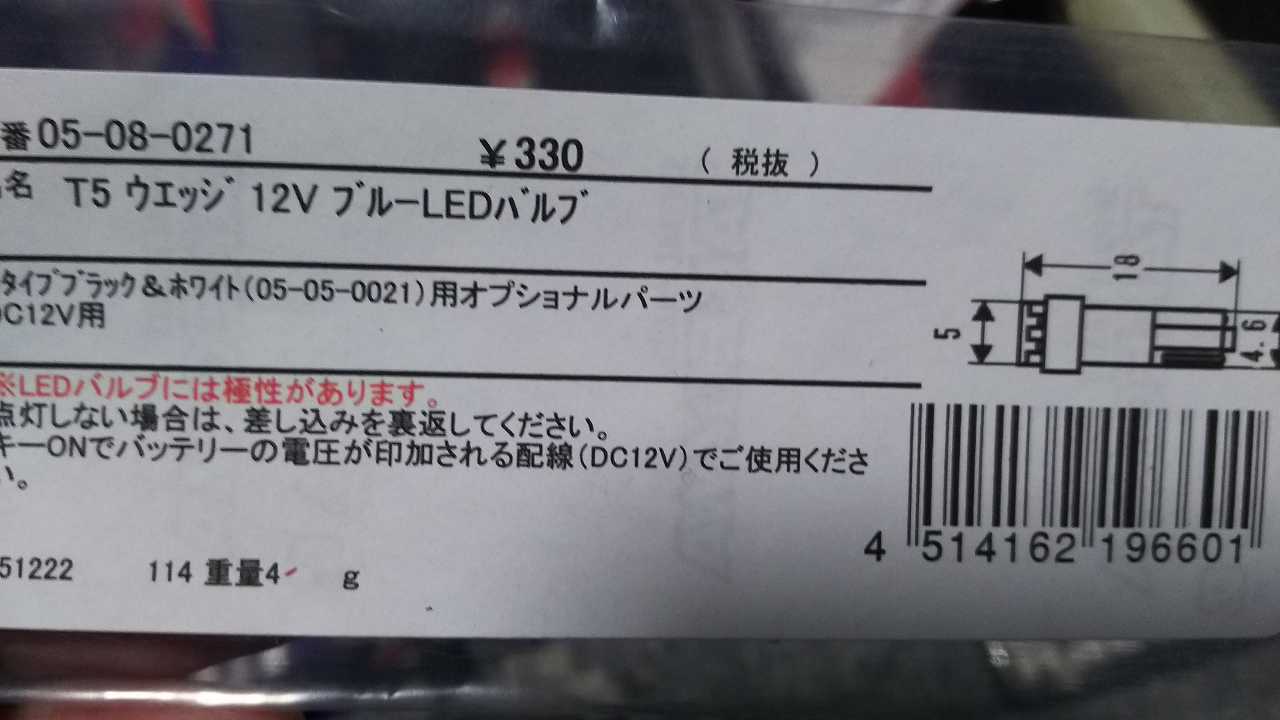 番 05-08-0271 ¥330 ( 税抜 )
名 T5 ウエッジ 12V ブルーLEDバルブ
タイプブラック&ホワイト(05-05-0021)用オプショナルパーツ
C12V用
※LEDバルブには極性があります。
点灯しない場合は、差し込みを裏返してください。
キーONでバッテリーの電圧が印加される配線(DC12V)でご使用くださ
い。
51222 114 重量4 g
18
5
4.6
4 514162 196601